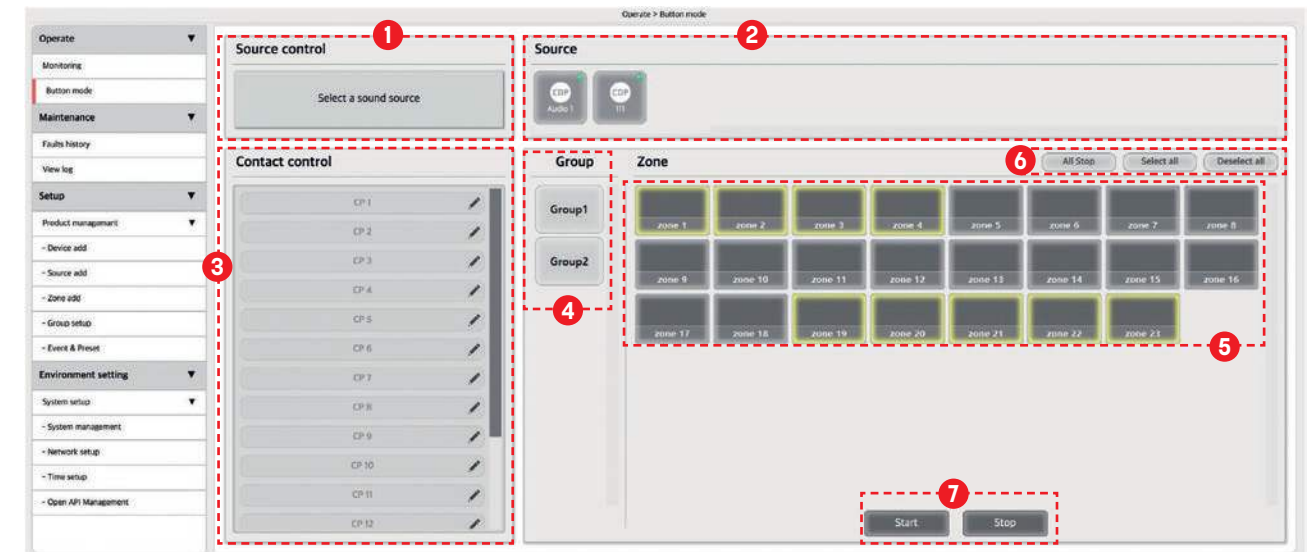 Operate > Button mode
Operate ▼
Monitoring
Button mode
Maintenance ▼
Faults history
View log
Setup ▼
Product management ▼
- Device add
- Source add
- Zone add
- Group setup
- Event & Preset
Environment setting ▼
System setup ▼
- System management
- Network setup
- Time setup
- Open API Management
1
Source control
Select a sound source
2
Source
CDP
Audio 1
CDP
111
3
Contact control
CP 1
CP 2
CP 3
CP 4
CP 5
CP 6
CP 7
CP 8
CP 9
CP 10
CP 11
CP 12
4
Group
Group1
Group2
Zone
6
All Stop Select all Deselect all
5
zone 1 zone 2 zone 3 zone 4 zone 5 zone 6 zone 7 zone 8
zone 9 zone 10 zone 11 zone 12 zone 13 zone 14 zone 15 zone 16
zone 17 zone 18 zone 19 zone 20 zone 21 zone 22 zone 23
7
Start Stop